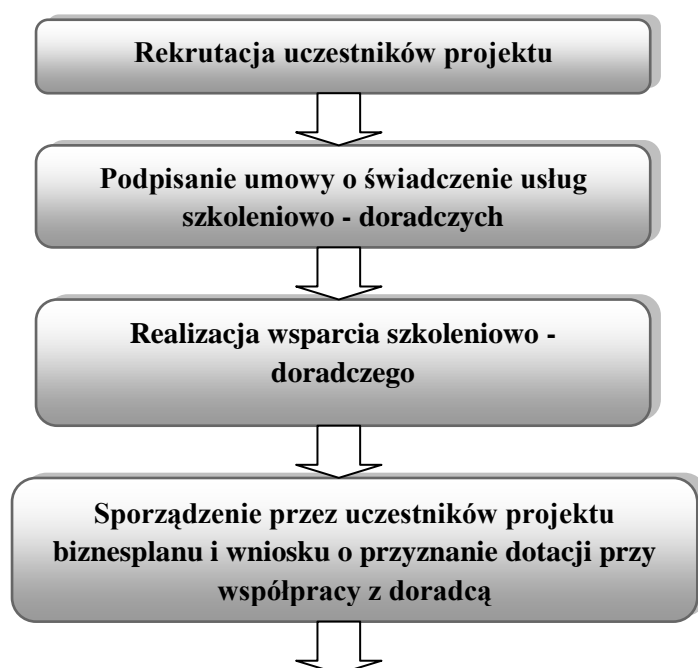 Rekrutacja uczestników projektu
Podpisanie umowy o świadczenie usług
szkoleniowo - doradczych
Realizacja wsparcia szkoleniowo -
doradczego
Sporządzenie przez uczestników projektu
biznesplanu i wniosku o przyznanie dotacji przy
współpracy z doradcą